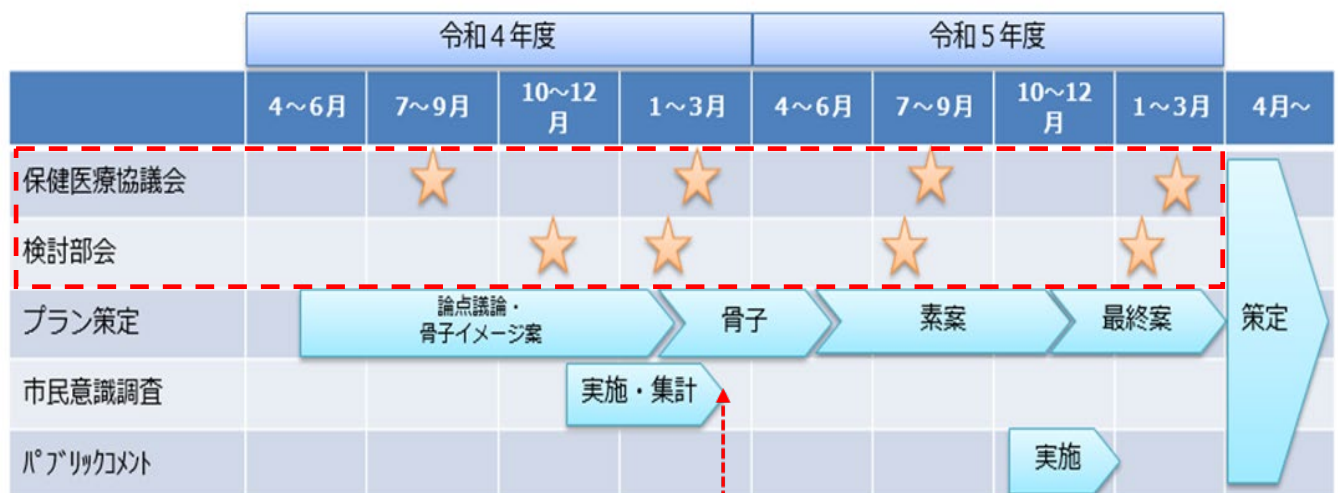 令和4年度 令和5年度
4～6月 7～9月 10～12月 1～3月 4～6月 7～9月 10～12月 1～3月 4月～
保健医療協議会
検討部会
プラン策定
論点議論・
骨子イメージ案
骨子
素案
最終案
策定
市民意識調査
実施・集計
ﾊﾟﾌﾞﾘｯｸｺﾒﾝﾄ
実施